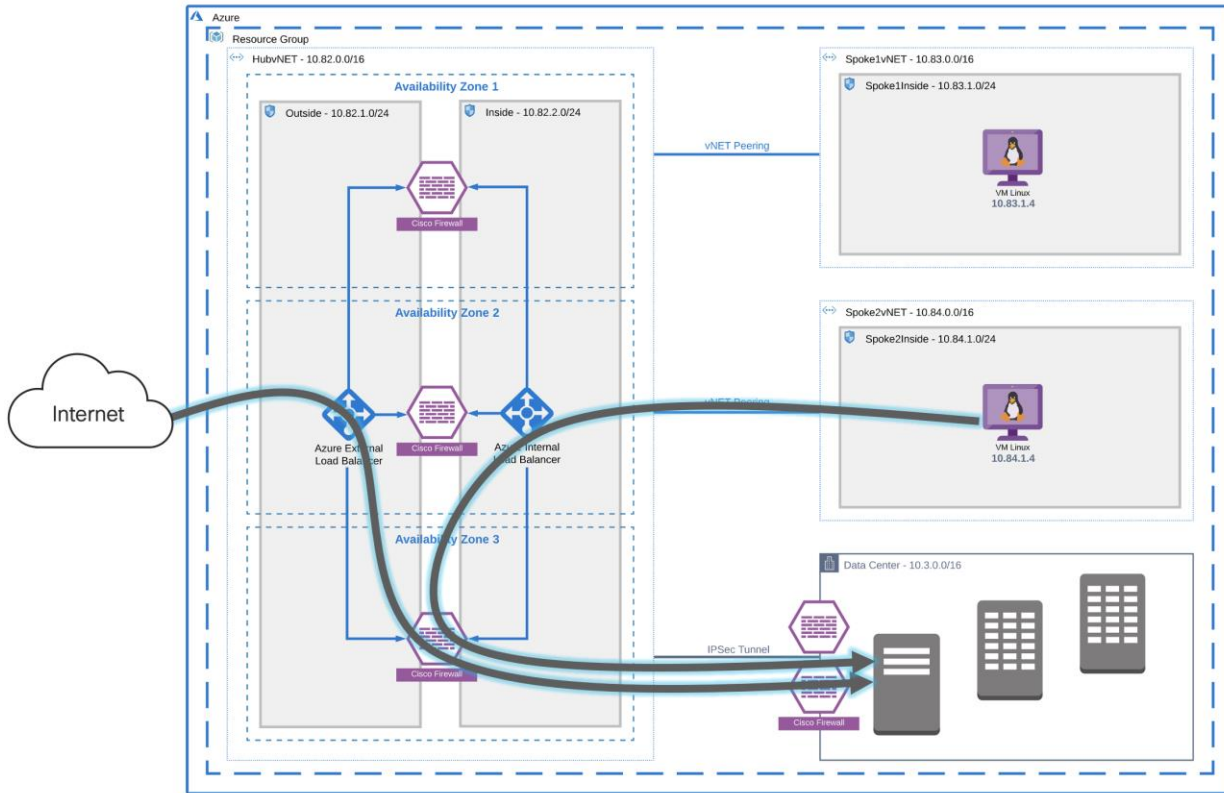 Azure
Resource Group
HubvNET - 10.82.0.0/16
Availability Zone 1
Outside - 10.82.1.0/24
Inside - 10.82.2.0/24
Cisco Firewall
Availability Zone 2
Cisco Firewall
Azure External
Load Balancer
Azure Internal
Load Balancer
Availability Zone 3
Cisco Firewall
Internet
vNET Peering
Spoke1vNET - 10.83.0.0/16
Spoke1Inside - 10.83.1.0/24
VM Linux
10.83.1.4
vNET Peering
Spoke2vNET - 10.84.0.0/16
Spoke2Inside - 10.84.1.0/24
VM Linux
10.84.1.4
IPSec Tunnel
Data Center - 10.3.0.0/16
Cisco Firewall